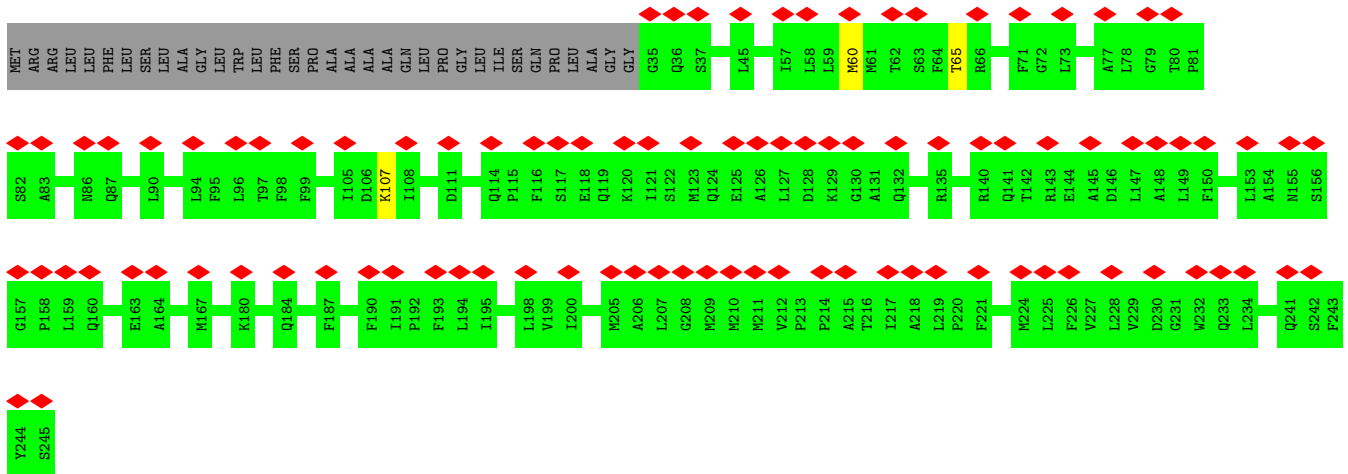 MET ARG ARG LEU LEU PHE LEU SER LEU ALA GLY LEU TRP LEU PHE SER PRO ALA ALA ALA ALA GLN LEU PRO GLY LEU ILE SER GLN PRO LEU ALA GLY GLY G35 Q36 S37 L45 I57 L58 L59 M60 M61 T62 S63 F64 T65 R66 F71 G72 L73 A77 L78 G79 T80 P81
S82 A83 N86 Q87 L90 L94 F95 L96 T97 F98 F99 I105 D106 K107 I108 D111 Q114 P115 F116 S117 E118 Q119 K120 I121 S122 M123 Q124 E125 A126 L127 D128 K129 G130 A131 Q132 R135 R140 Q141 T142 R143 E144 A145 D146 L147 A148 L149 F150 L153 A154 N155 S156
G157 P158 L159 Q160 E163 A164 M167 K180 Q184 F187 F190 I191 P192 F193 L194 I195 L198 V199 I200 M205 A206 L207 G208 M209 M210 M211 V212 P213 P214 A215 T216 I217 A218 L219 P220 F221 M224 L225 F226 V227 L228 V229 D230 G231 W232 Q233 L234 Q241 S242 F243
Y244 S245